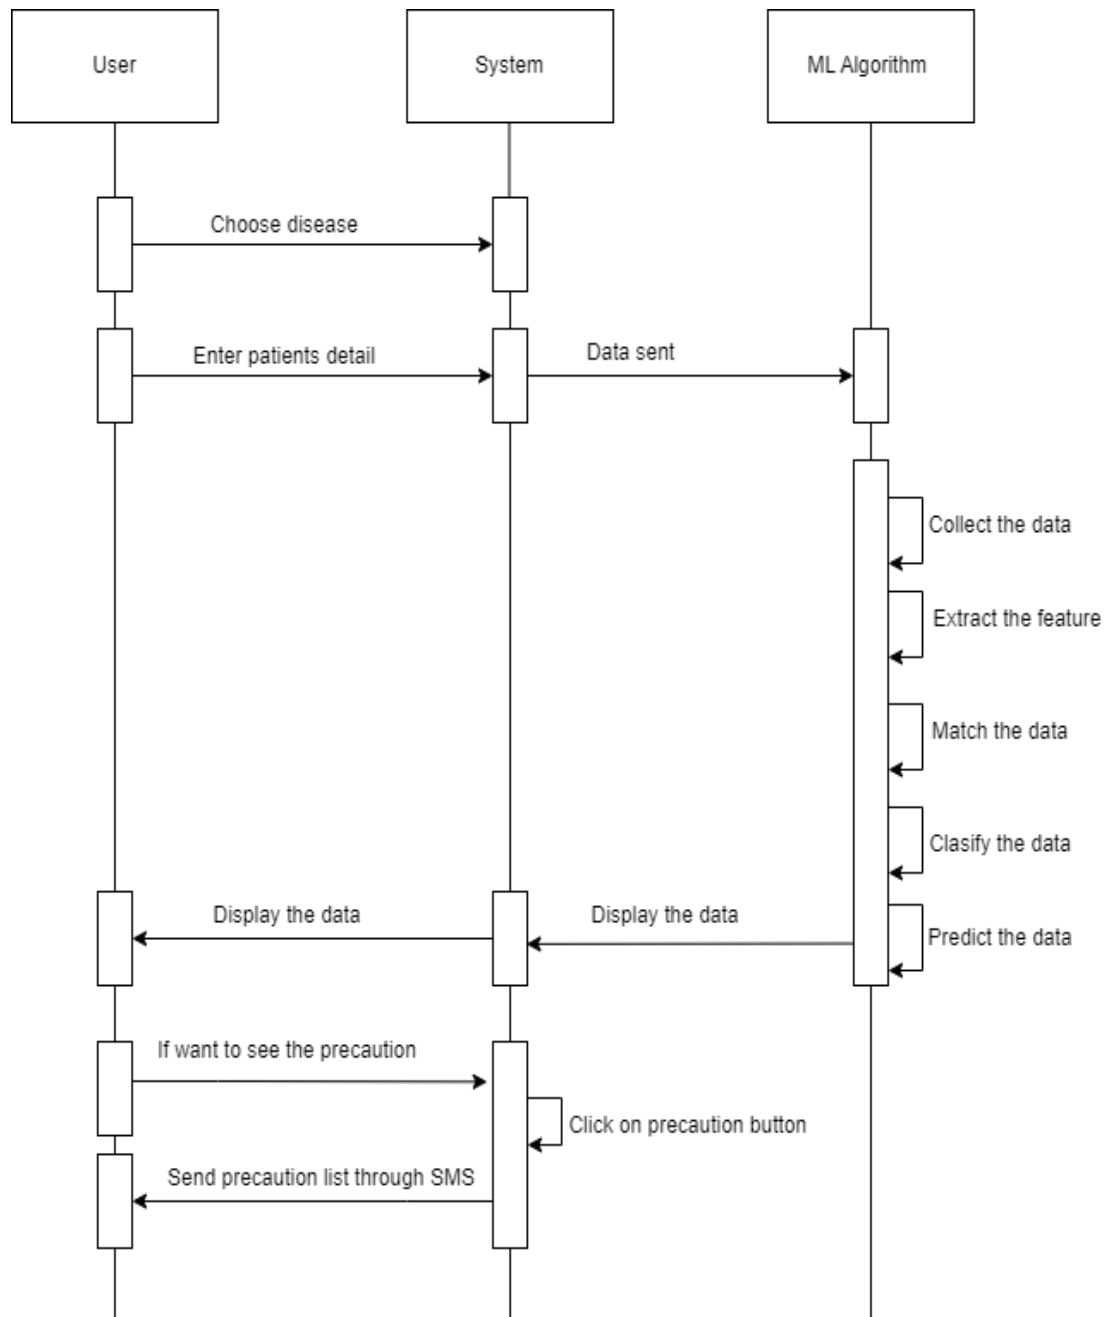 User
System
ML Algorithm
Choose disease
Enter patients detail
Data sent
Collect the data
Extract the feature
Match the data
Clasify the data
Display the data
Display the data
Predict the data
If want to see the precaution
Click on precaution button
Send precaution list through SMS